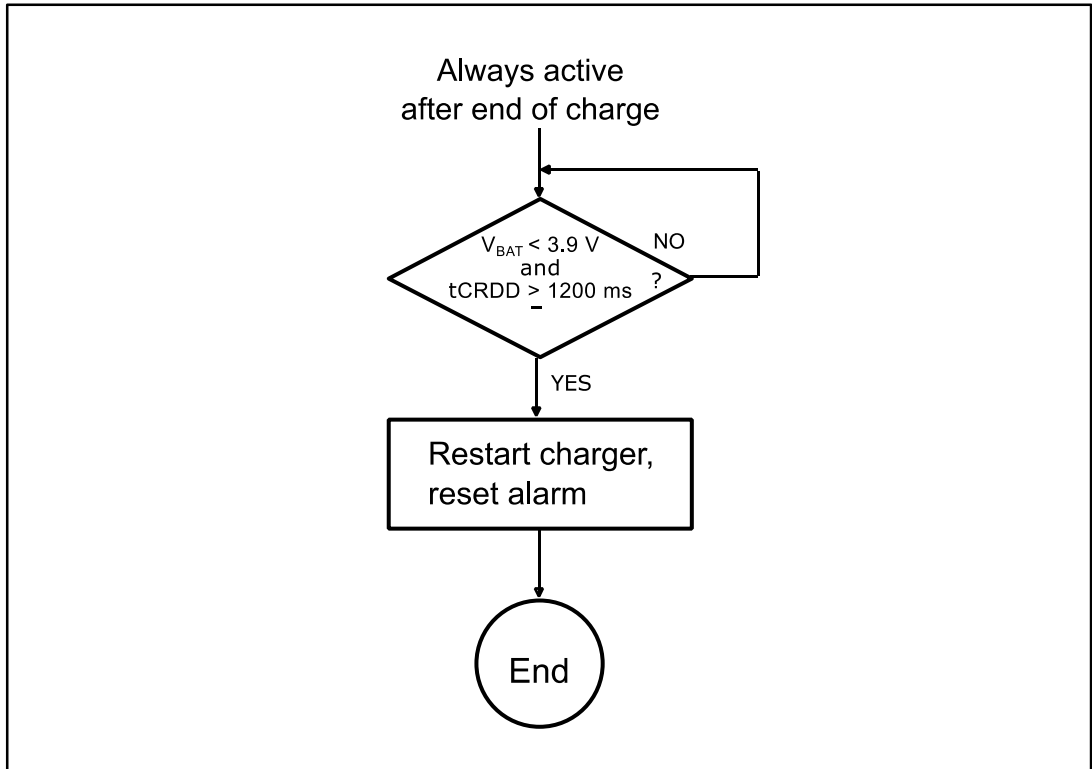 Always active
after end of charge
V_BAT < 3.9 V
NO
and
tCRDD ≥ 1200 ms
?
YES
Restart charger,
reset alarm
End